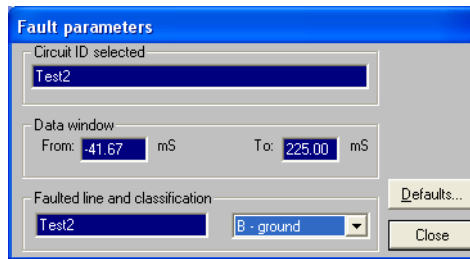 Fault parameters
Circuit ID selected
Test2
Data window
From: -41.67 mS To: 225.00 mS
Faulted line and classification
Test2 B - ground
Defaults...
Close